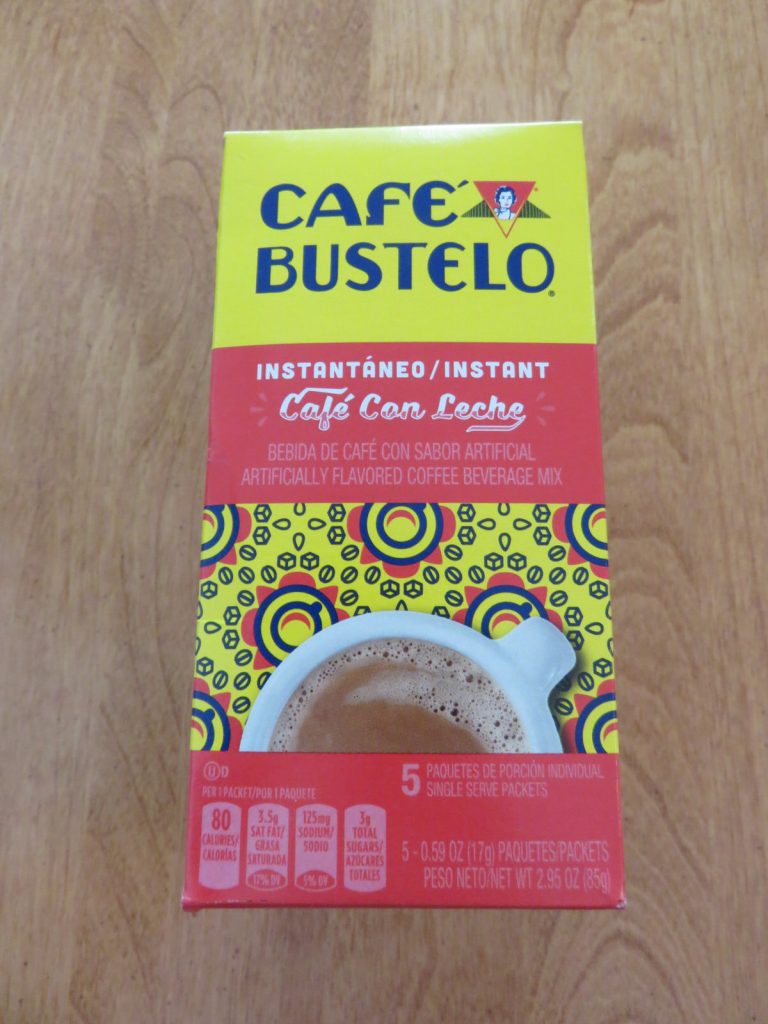 CAFÉ
BUSTELO®
INSTANTÁNEO/INSTANT
Café Con Leche
BEBIDA DE CAFÉ CON SABOR ARTIFICIAL
ARTIFICIALLY FLAVORED COFFEE BEVERAGE MIX
UD
PER 1 PACKET/POR 1 PAQUETE
80
CALORIES/
CALORÍAS
3.5g
SAT FAT/
GRASA
SATURADA
17% DV
125mg
SODIUM/
SODIO
5% DV
3g
TOTAL
SUGARS/
AZÚCARES
TOTALES
5 PAQUETES DE PORCIÓN INDIVIDUAL
SINGLE SERVE PACKETS
5 - 0.59 OZ (17g) PAQUETES/PACKETS
PESO NETO/NET WT 2.95 OZ (85g)